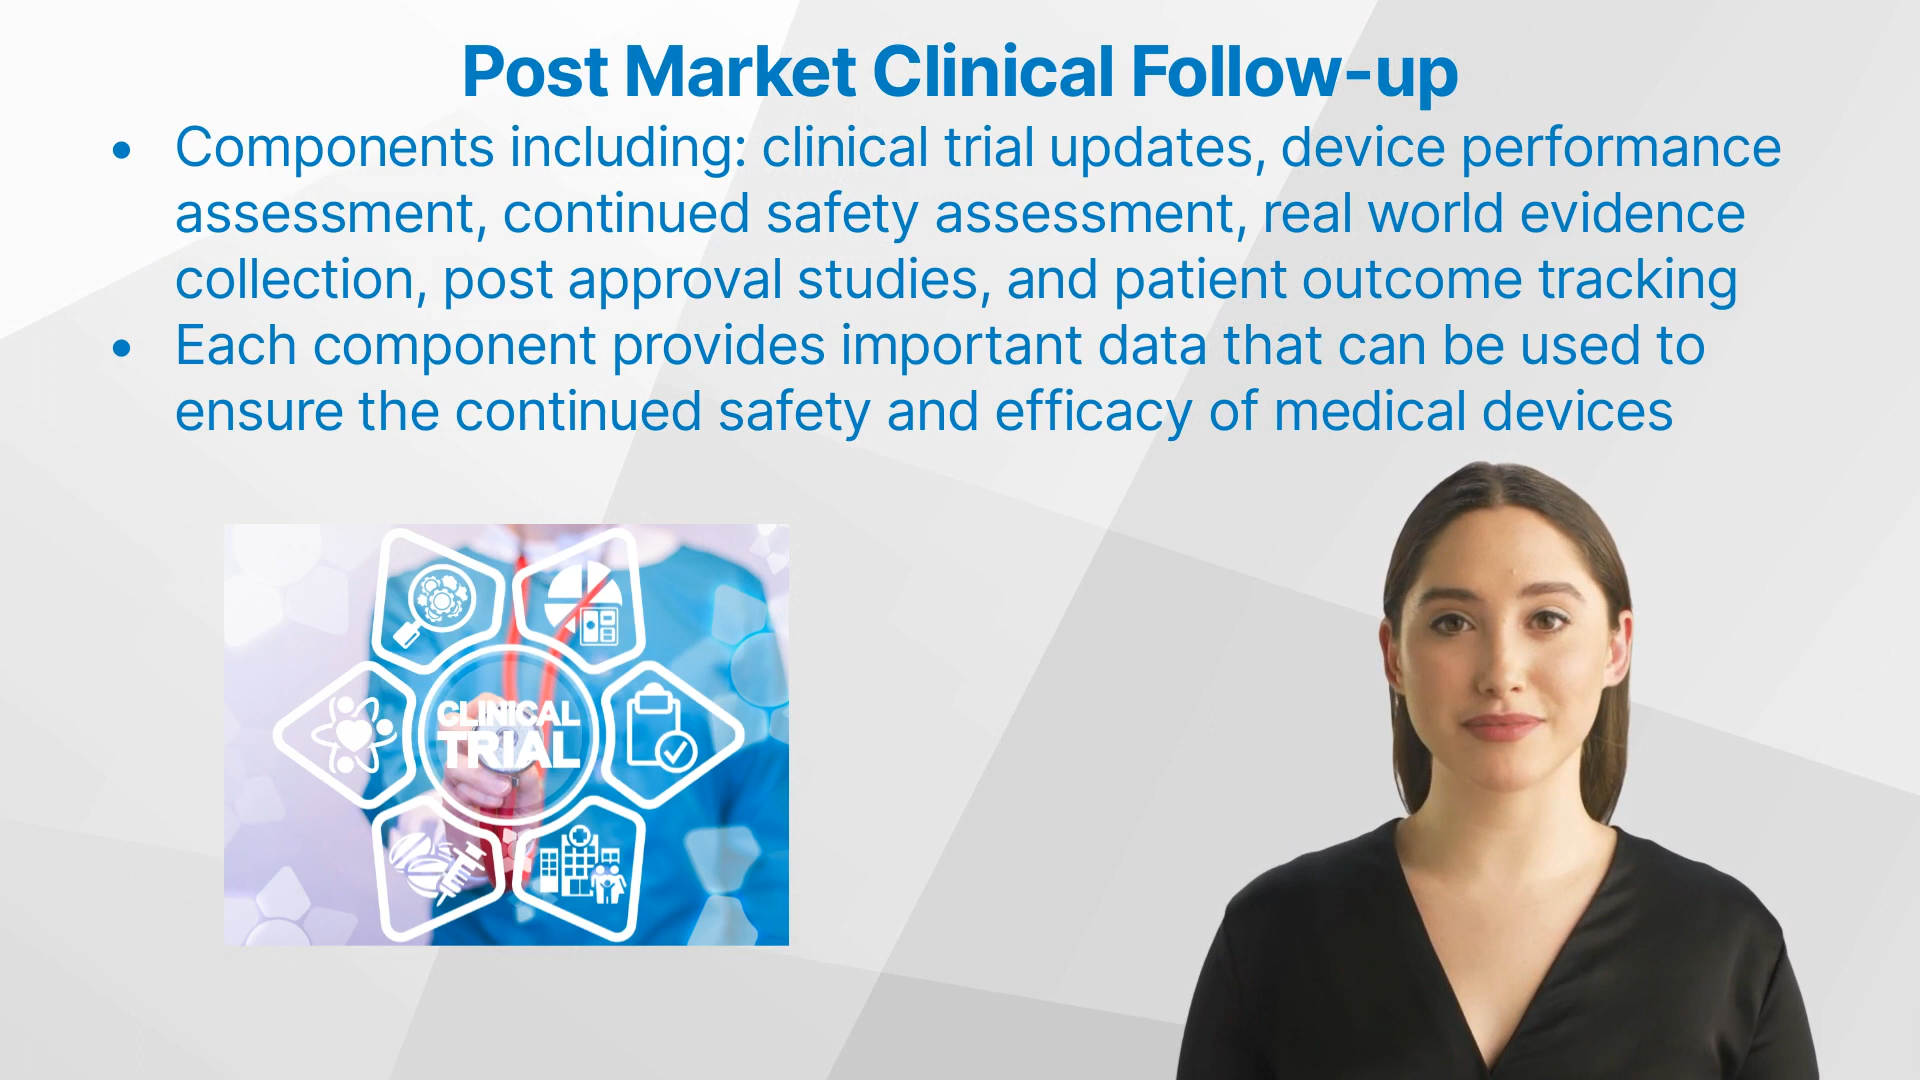 Post Market Clinical Follow-up
• Components including: clinical trial updates, device performance
assessment, continued safety assessment, real world evidence
collection, post approval studies, and patient outcome tracking
• Each component provides important data that can be used to
ensure the continued safety and efficacy of medical devices
CLINICAL
TRIAL